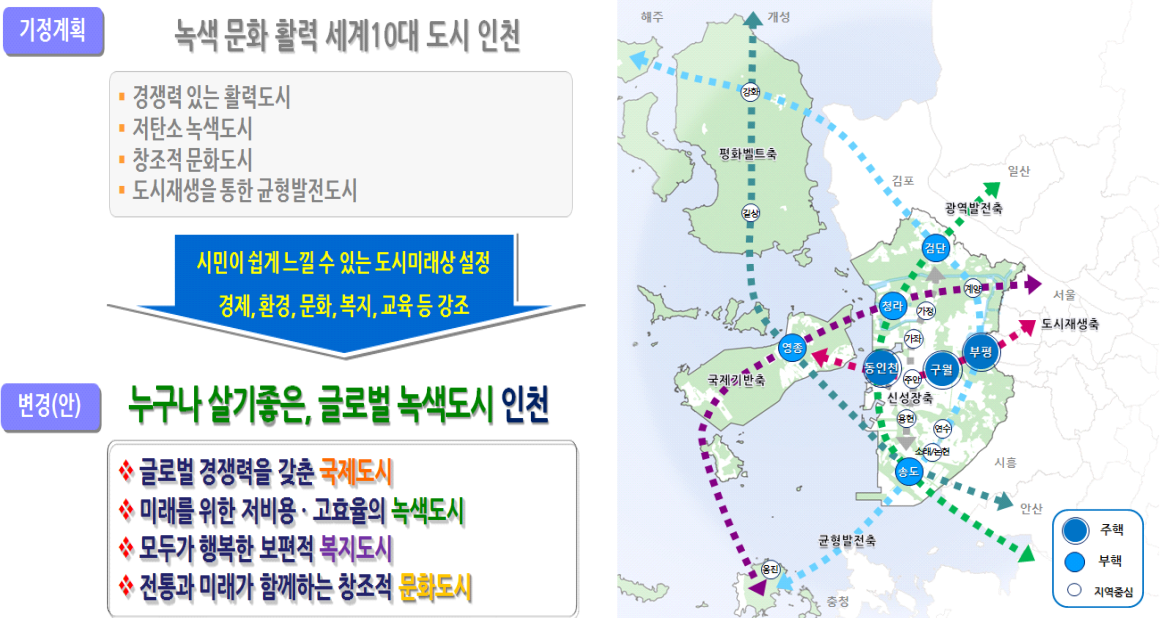 기정계획
녹색 문화 활력 세계10대 도시 인천
경쟁력 있는 활력도시
저탄소 녹색도시
창조적 문화도시
도시재생을 통한 균형발전도시
시민이 쉽게 느낄 수 있는 도시미래상 설정
경제, 환경, 문화, 복지, 교육 등 강조
변경(안)
누구나 살기좋은, 글로벌 녹색도시 인천
글로벌 경쟁력을 갖춘 국제도시
미래를 위한 저비용 · 고효율의 녹색도시
모두가 행복한 보편적 복지도시
전통과 미래가 함께하는 창조적 문화도시
해주
개성
강화
평화벨트축
김포
일산
길상
광역발전축
검단
계양
서울
청라
가정
도시재생축
가좌
영종
부평
동인천
구월
주안
국제기반축
신성장축
용현
연수
소래/논현
송도
시흥
안산
균형발전축
옹진
충청
주핵
부핵
지역중심